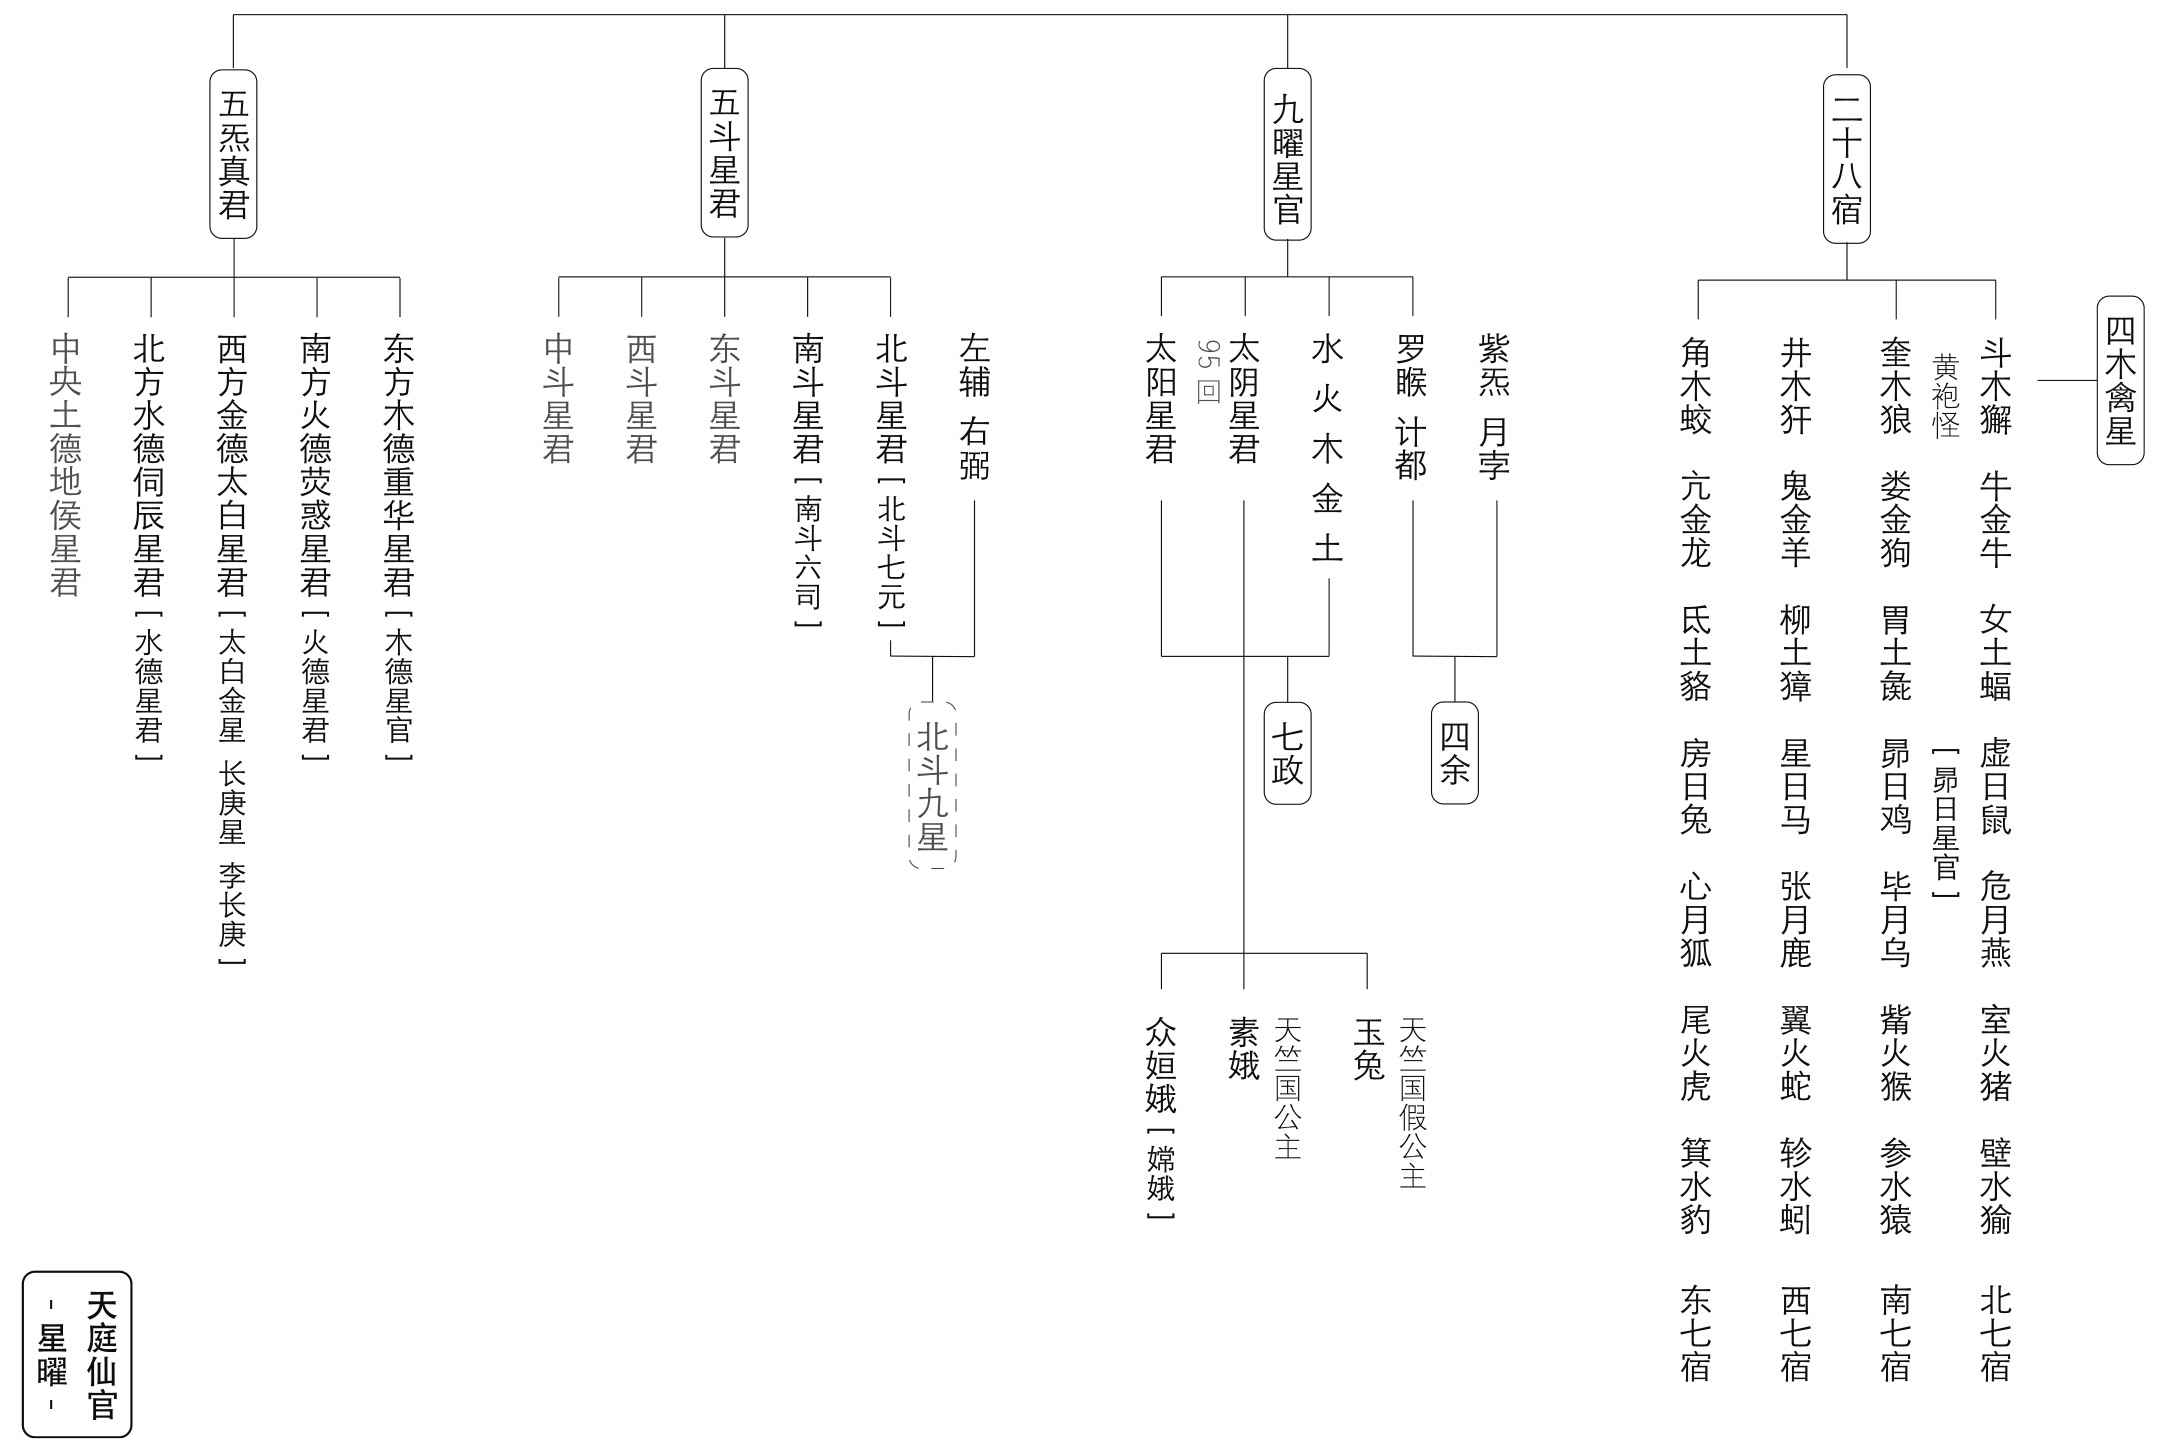 五炁真君
五斗星君
九曜星官
二十八宿
四木禽星
中央土德地侯星君
北方水德伺辰星君[水德星君]
西方金德太白星君[太白金星 长庚星 李长庚]
南方火德荧惑星君[火德星君]
东方木德重华星君[木德星官]
中斗星君
西斗星君
东斗星君
南斗星君[南斗六司]
北斗星君[北斗七元]
左辅 右弼
北斗九星
太阳星君
95 回
太阴星君
水 火 木 金 土
罗睺 计都
紫炁 月孛
七政
四余
众姮娥[嫦娥]
素娥
天竺国公主
玉兔
天竺国假公主
角木蛟 亢金龙 氐土貉 房日兔 心月狐 尾火虎 箕水豹 东七宿
井木犴 鬼金羊 柳土獐 星日马 张月鹿 翼火蛇 轸水蚓 西七宿
奎木狼 娄金狗 胃土彘 昴日鸡 毕月乌 觜火猴 参水猿 南七宿
黄袍怪
[昴日星官]
斗木獬 牛金牛 女土蝠 虚日鼠 危月燕 室火猪 壁水貐 北七宿
天庭仙官
-星曜-